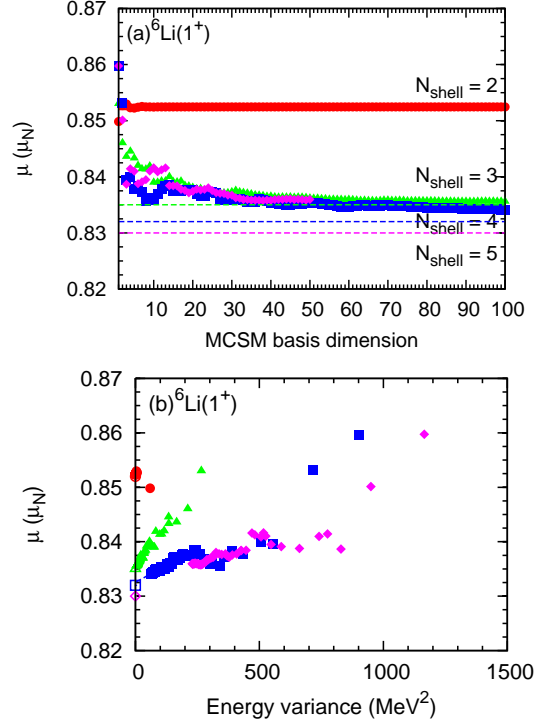 0.87
(a)⁶Li(1⁺)
0.86
N_shell = 2
0.85
μ (μ_N)
0.84
N_shell = 3
0.83
N_shell = 4
N_shell = 5
0.82
10 20 30 40 50 60 70 80 90 100
MCSM basis dimension
0.87
(b)⁶Li(1⁺)
0.86
0.85
μ (μ_N)
0.84
0.83
0.82
0 500 1000 1500
Energy variance (MeV²)